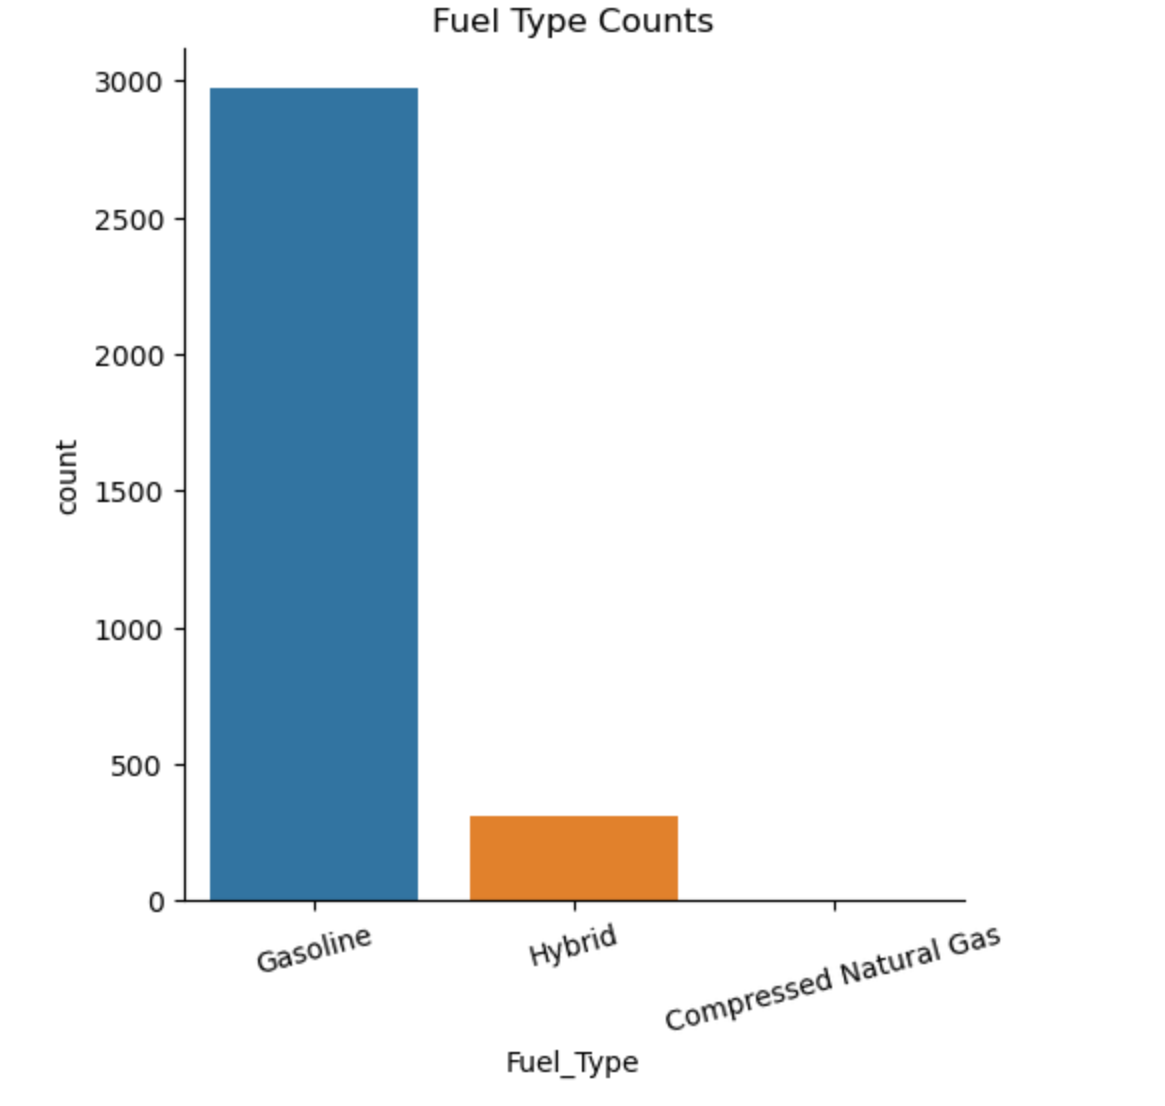 Fuel Type Counts
3000
2500
2000
1500
1000
500
0
count
Gasoline
Hybrid
Compressed Natural Gas
Fuel_Type